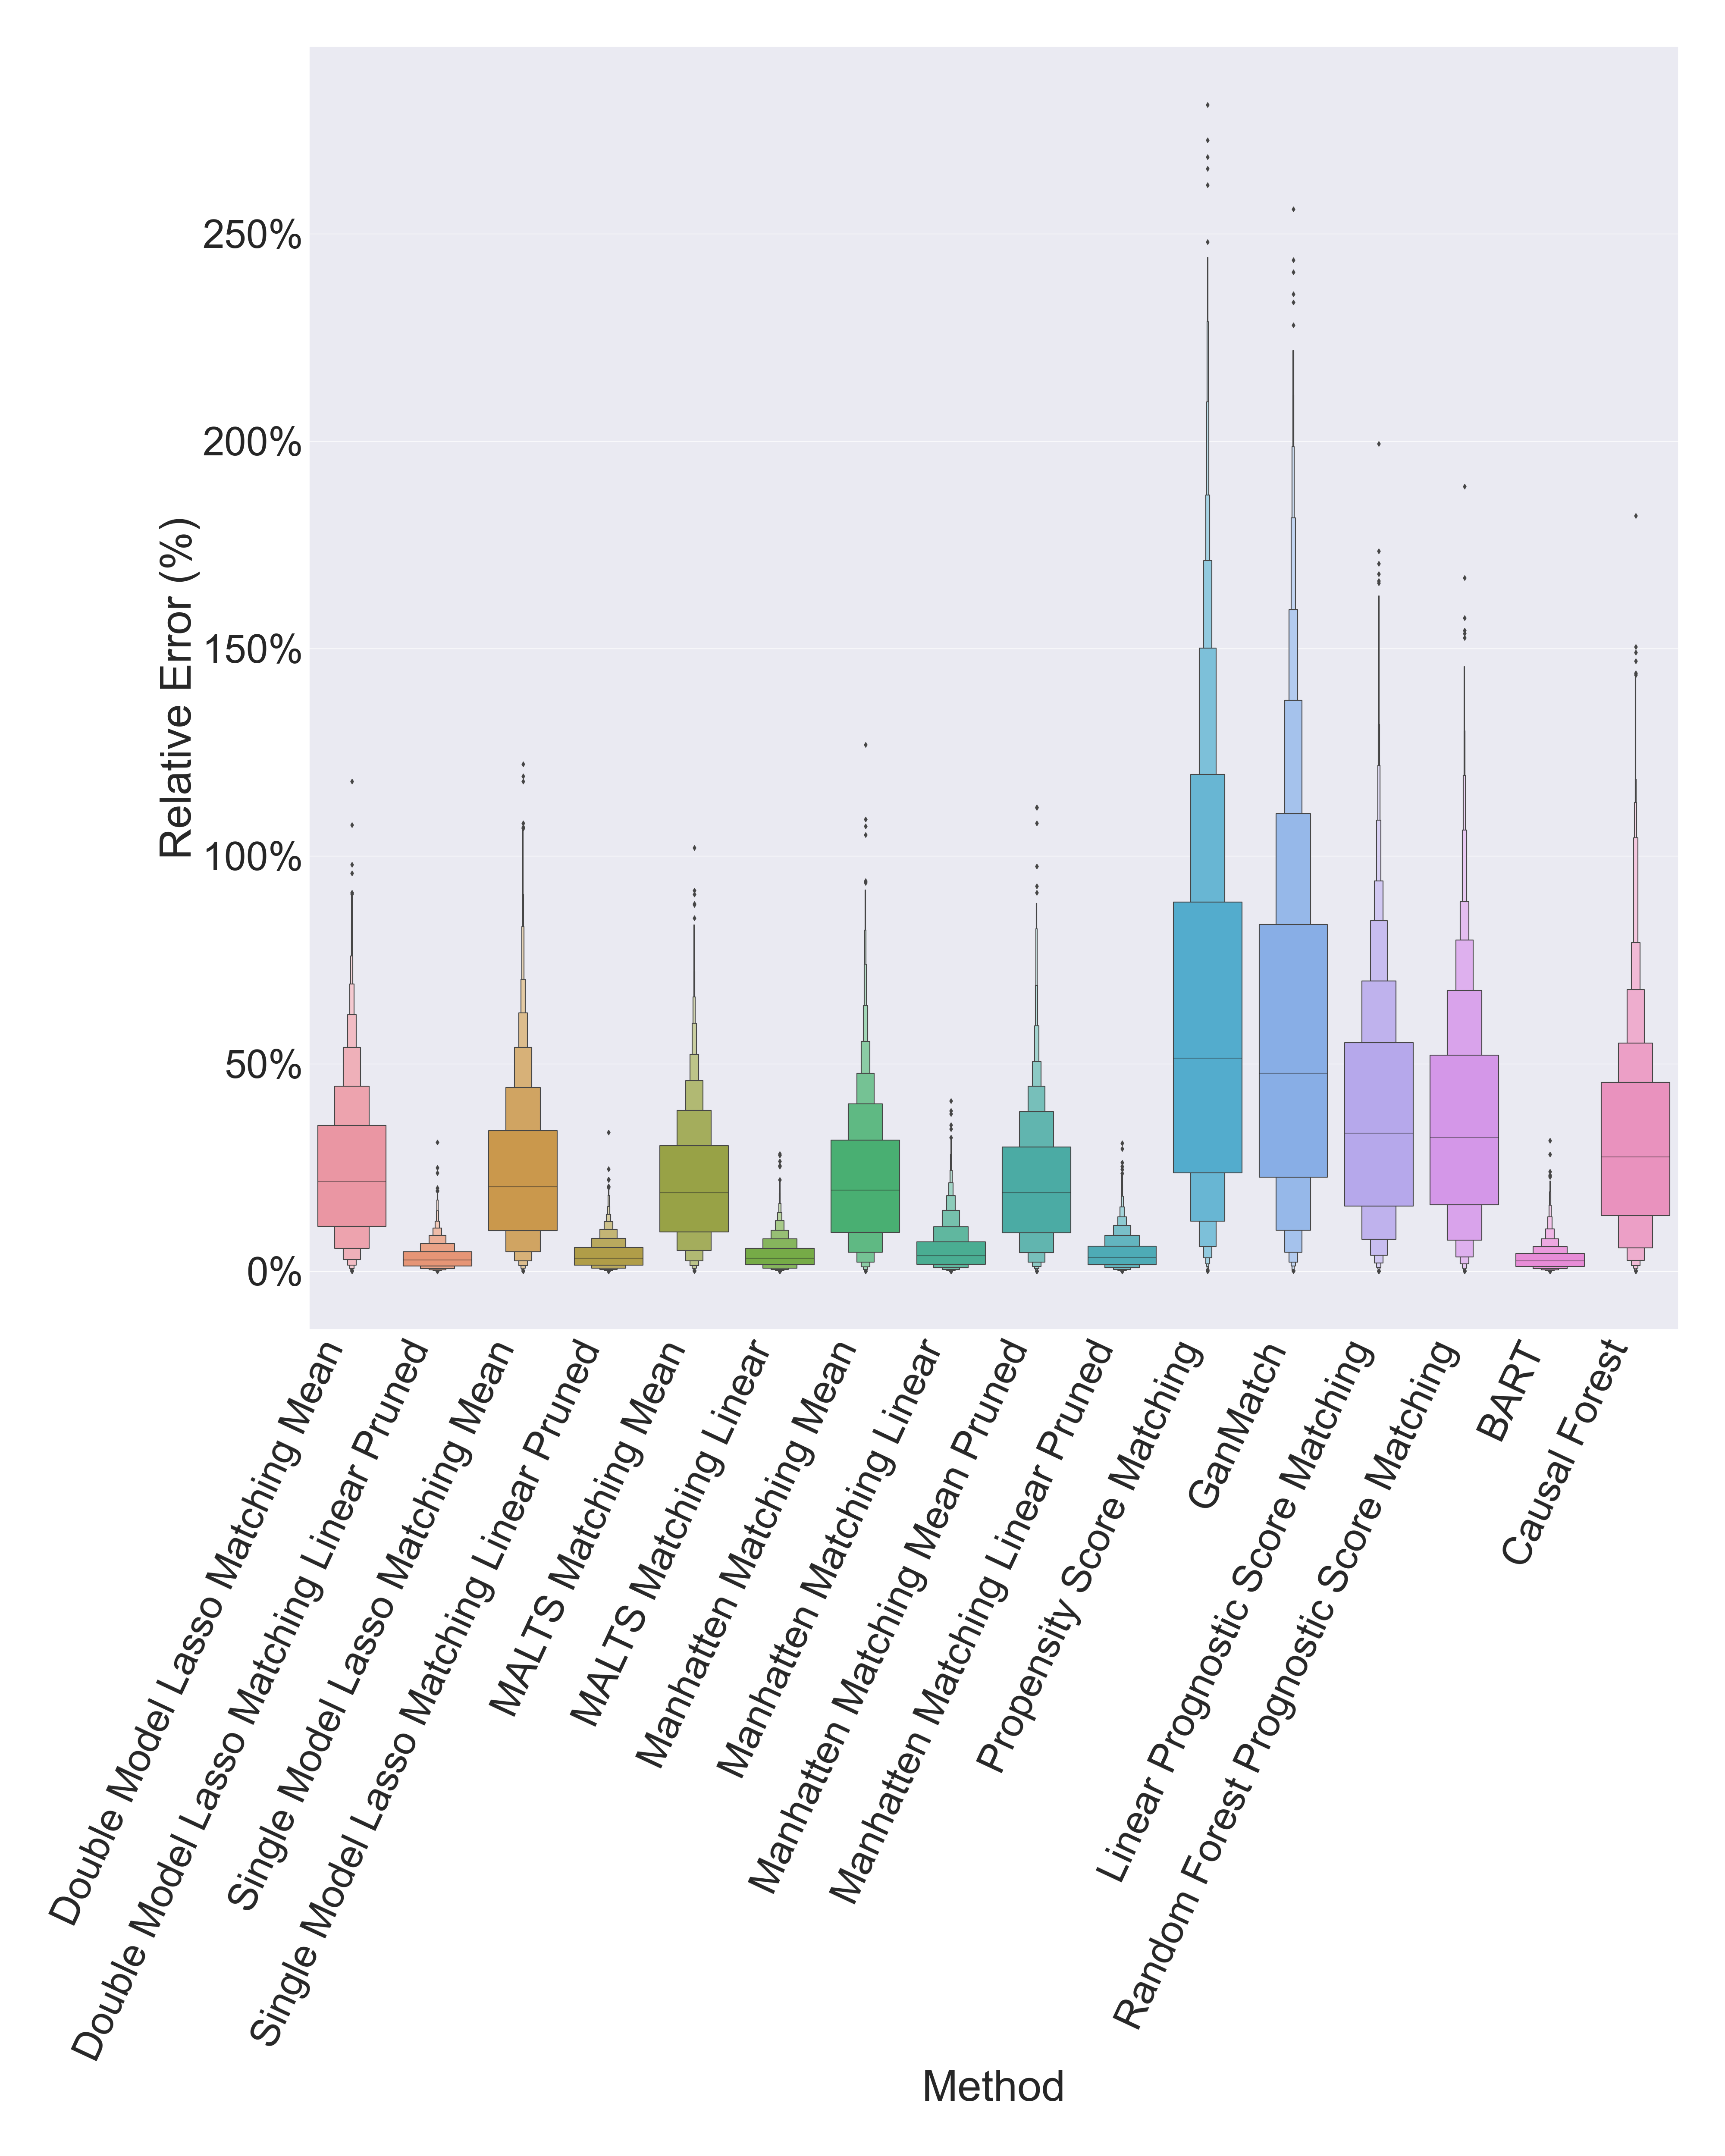 250%
200%
150%
100%
50%
0%
Relative Error (%)
Double Model Lasso Matching Mean
Double Model Lasso Matching Linear Pruned
Single Model Lasso Matching Mean
Single Model Lasso Matching Linear Pruned
MALTS Matching Mean
MALTS Matching Linear
Manhatten Matching Mean
Manhatten Matching Linear
Manhatten Matching Mean Pruned
Manhatten Matching Linear Pruned
Propensity Score Matching
GanMatch
Linear Prognostic Score Matching
Random Forest Prognostic Score Matching
BART
Causal Forest
Method